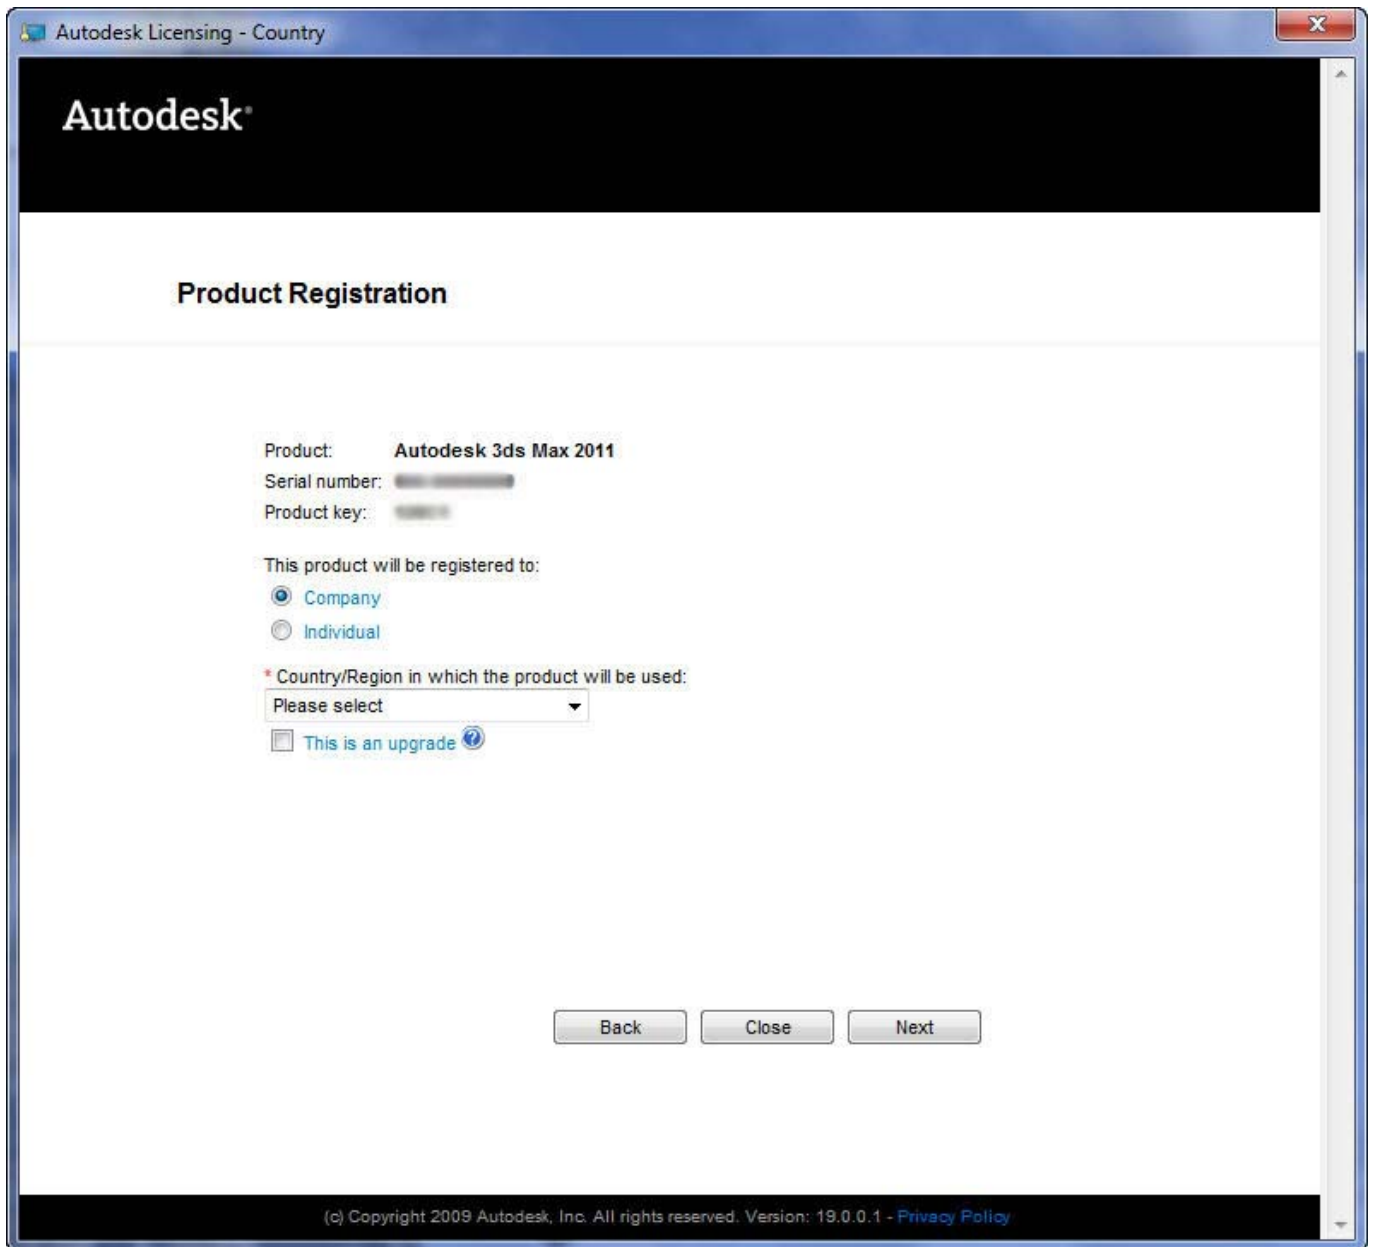 Autodesk Licensing - Country
Autodesk®
Product Registration
Product: Autodesk 3ds Max 2011
Serial number:
Product key:
This product will be registered to:
Company
Individual
* Country/Region in which the product will be used:
Please select
This is an upgrade ?
Back Close Next
(c) Copyright 2009 Autodesk, Inc. All rights reserved. Version: 19.0.0.1 - Privacy Policy